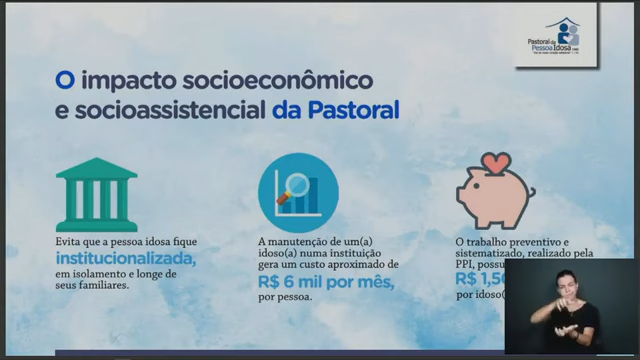 Pastoral da
Pessoa Idosa
O impacto socioeconômico
e socioassistencial da Pastoral
Evita que a pessoa idosa fique
institucionalizada,
em isolamento e longe de
seus familiares.
A manutenção de um(a)
idoso(a) numa instituição
gera um custo aproximado de
R$ 6 mil por mês,
por pessoa.
O trabalho preventivo e
sistematizado, realizado pela
PPI,
R$
por